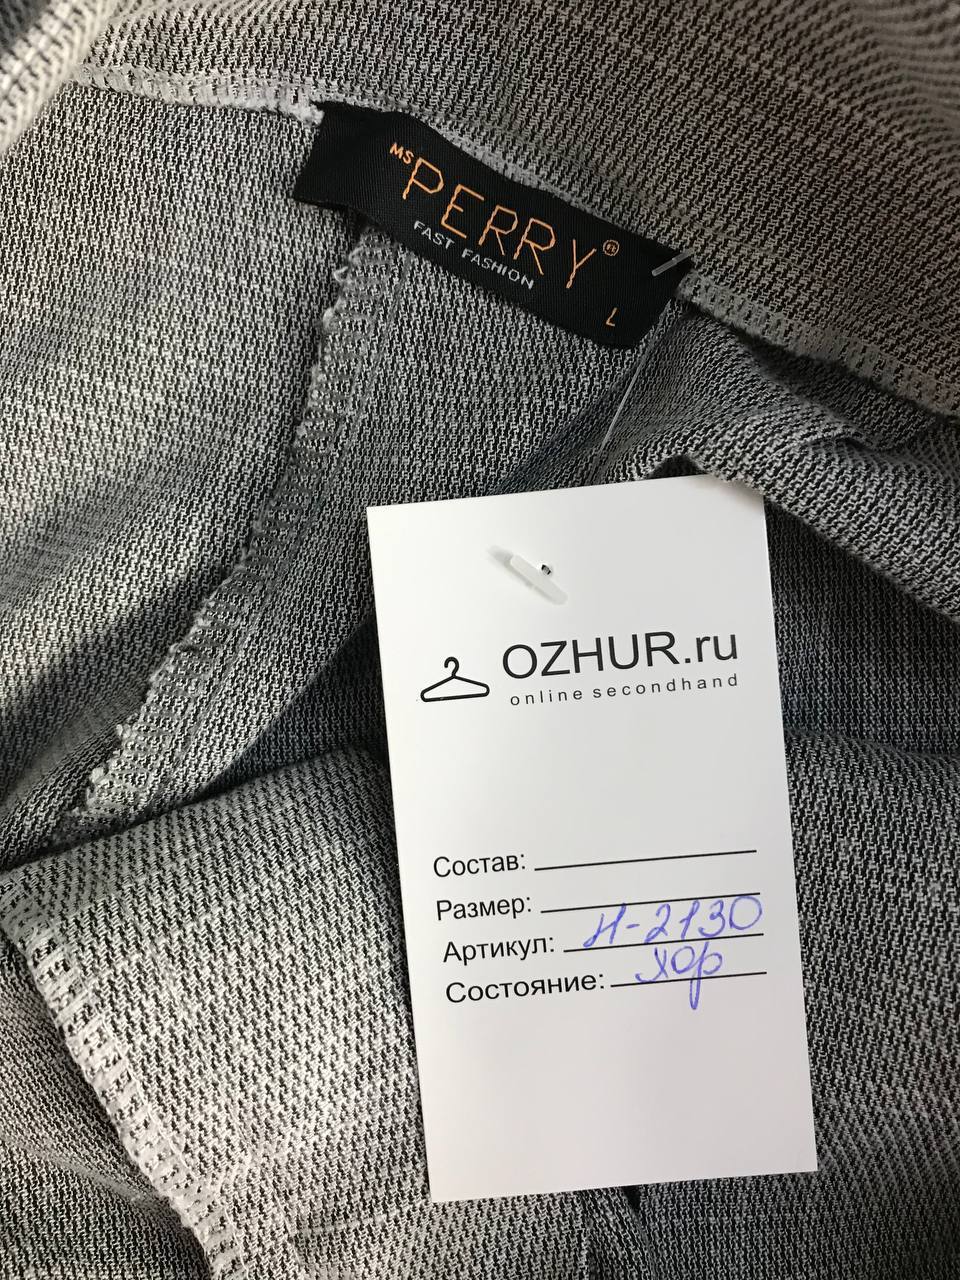 MS PERRY®
FAST FASHION
L
OZHUR.ru
online secondhand
Состав:
Размер:
Артикул: Н-2130
Состояние: хор